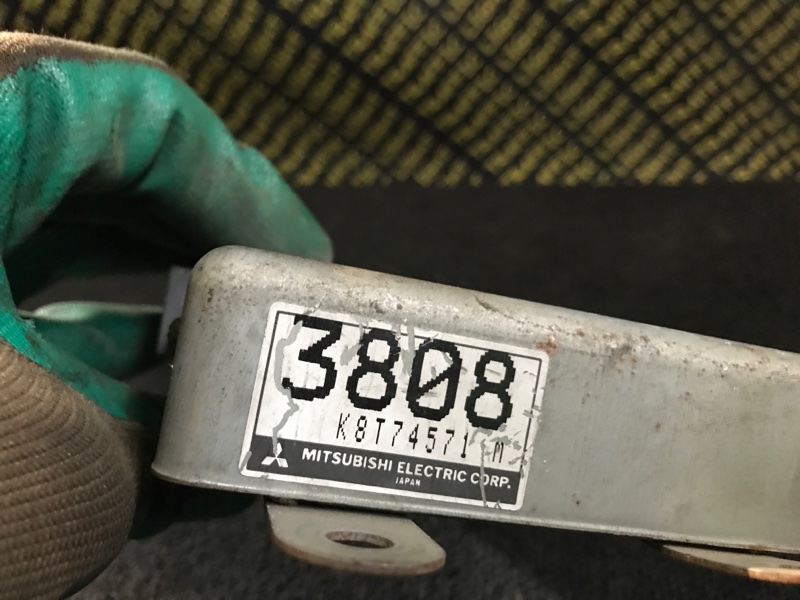 3808
K8T74571 M
MITSUBISHI ELECTRIC CORP.
JAPAN